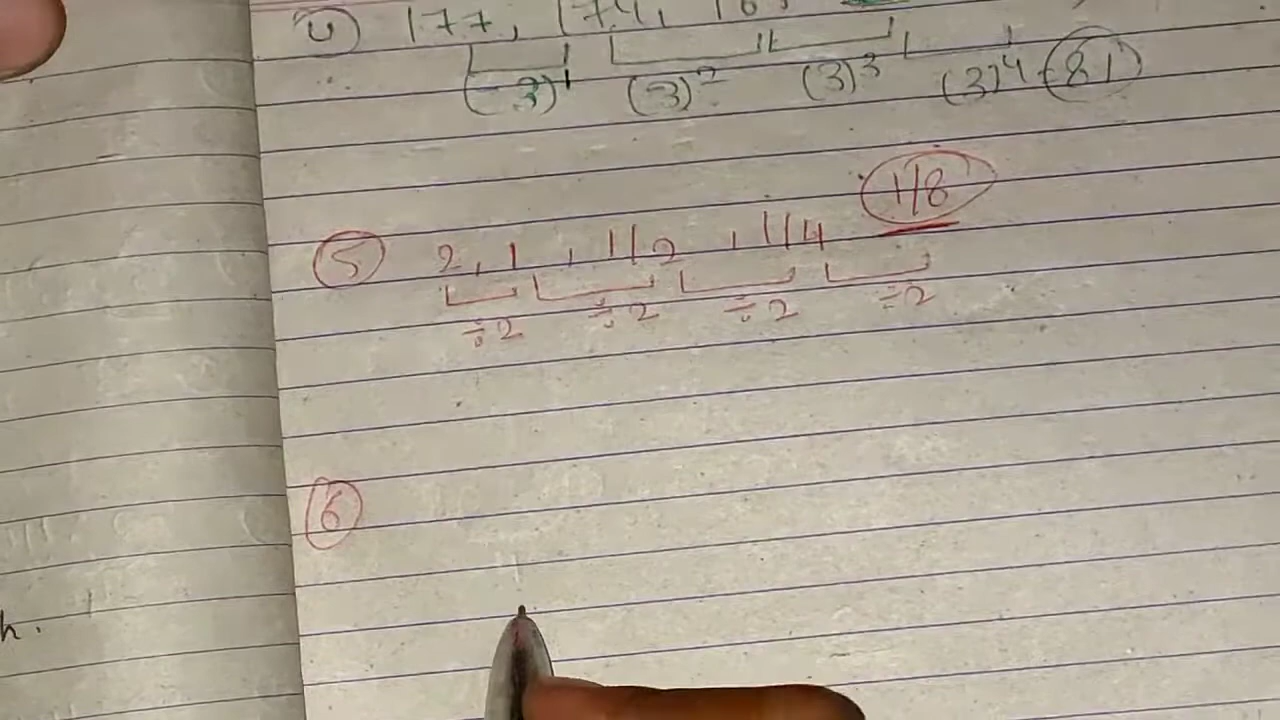 4 177, 174,
(-3)¹ (3)² (3)³ (3)⁴ 81
1/8
5 2, 1, 1/2, 1/4
÷2 ÷2 ÷2 ÷2
6
h.